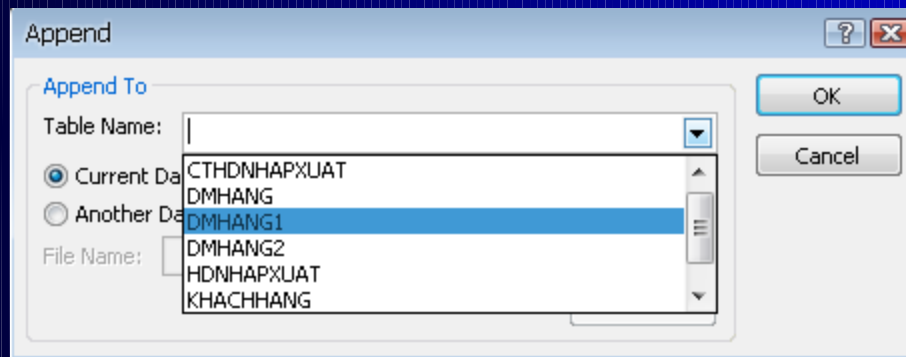 Append
Append To
OK
Table Name:
Cancel
CTHDNHAPXUAT
Current Da
DMHANG
Another Da
DMHANG1
DMHANG2
File Name:
HDNHAPXUAT
KHACHHANG